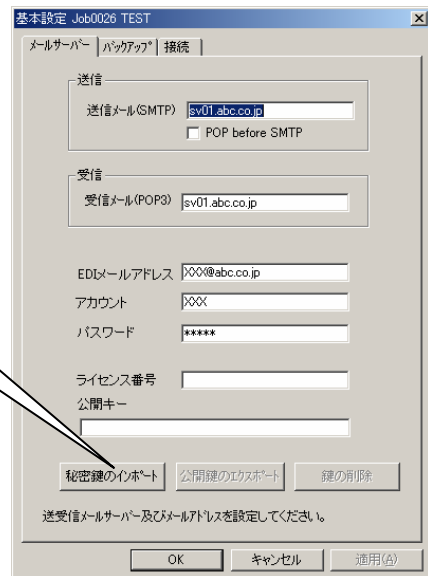 基本設定 Job0026 TEST
メールサーバー バックアップ 接続
送信
送信メール(SMTP) sv01.abc.co.jp
POP before SMTP
受信
受信メール(POP3) sv01.abc.co.jp
EDIメールアドレス XXX@abc.co.jp
アカウント XXX
パスワード *****
ライセンス番号
公開キー
秘密鍵のインポート 公開鍵のエクスポート 鍵の削除
送受信メールサーバー及びメールアドレスを設定してください。
OK キャンセル 適用(A)